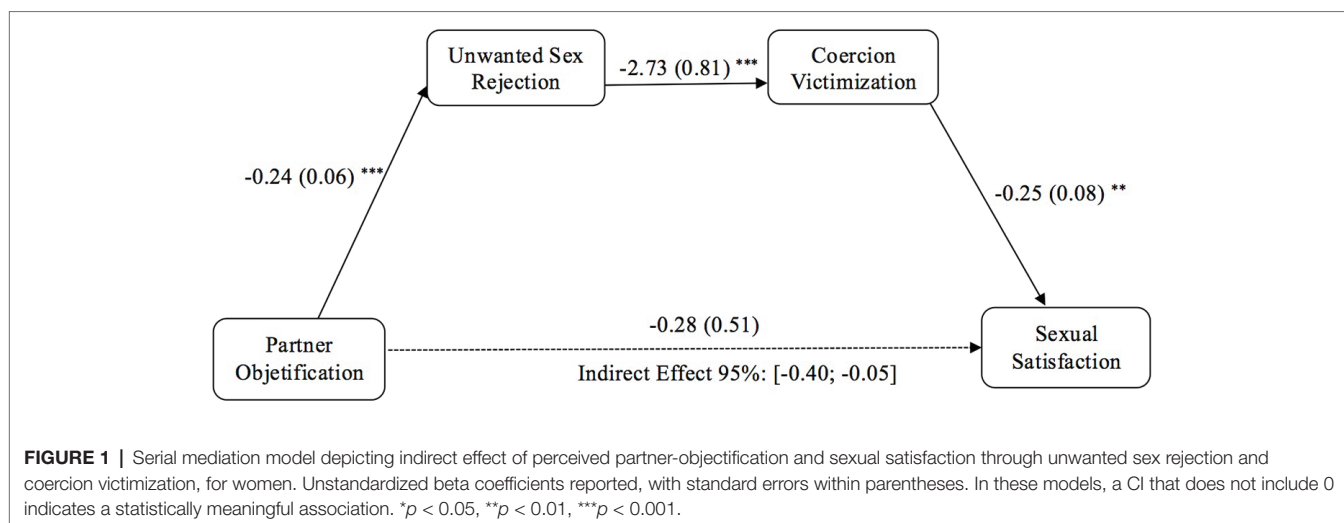 Unwanted Sex
Rejection
-2.73 (0.81) ***
Coercion
Victimization
-0.24 (0.06) ***
-0.25 (0.08) **
Partner
Objetification
-0.28 (0.51)
Indirect Effect 95%: [-0.40; -0.05]
Sexual
Satisfaction
FIGURE 1 | Serial mediation model depicting indirect effect of perceived partner-objectification and sexual satisfaction through unwanted sex rejection and
coercion victimization, for women. Unstandardized beta coefficients reported, with standard errors within parentheses. In these models, a CI that does not include 0
indicates a statistically meaningful association. *p < 0.05, **p < 0.01, ***p < 0.001.